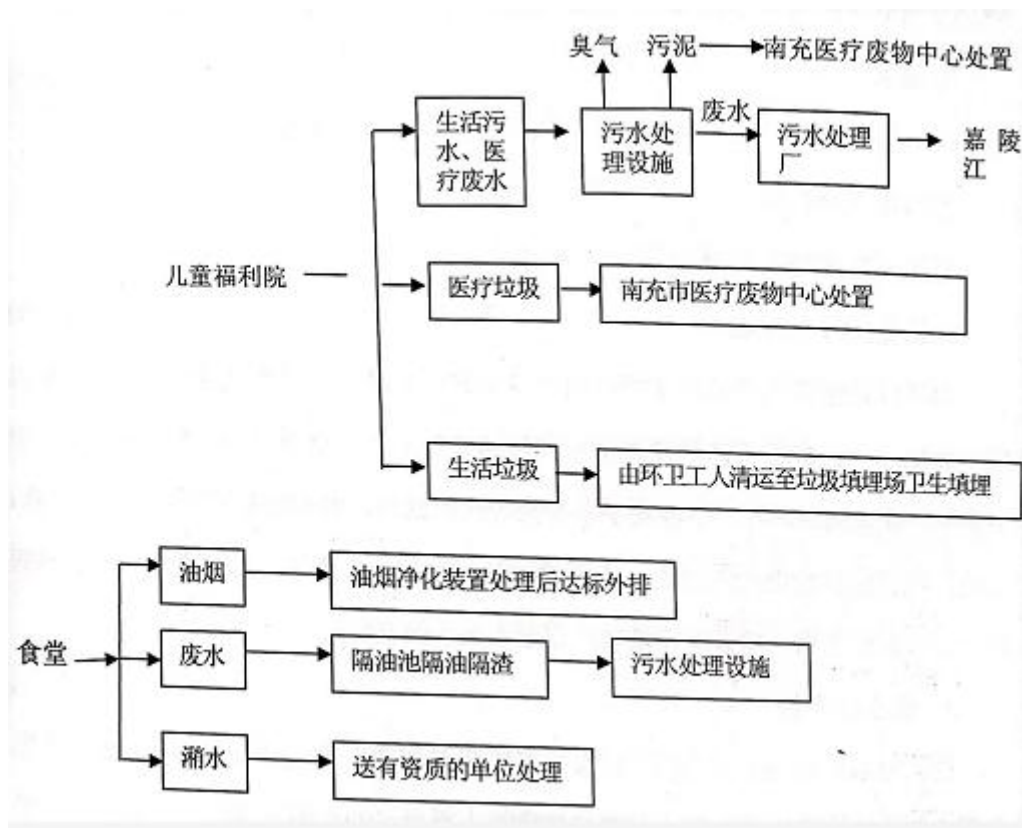 臭气 污泥 南充医疗废物中心处置
生活污
水、医
疗废水
污水处
理设施
废水
污水处理
厂
嘉陵
江
儿童福利院
医疗垃圾
南充市医疗废物中心处置
生活垃圾
由环卫工人清运至垃圾填埋场卫生填埋
食堂
油烟
油烟净化装置处理后达标外排
废水
隔油池隔油隔渣
污水处理设施
潲水
送有资质的单位处理